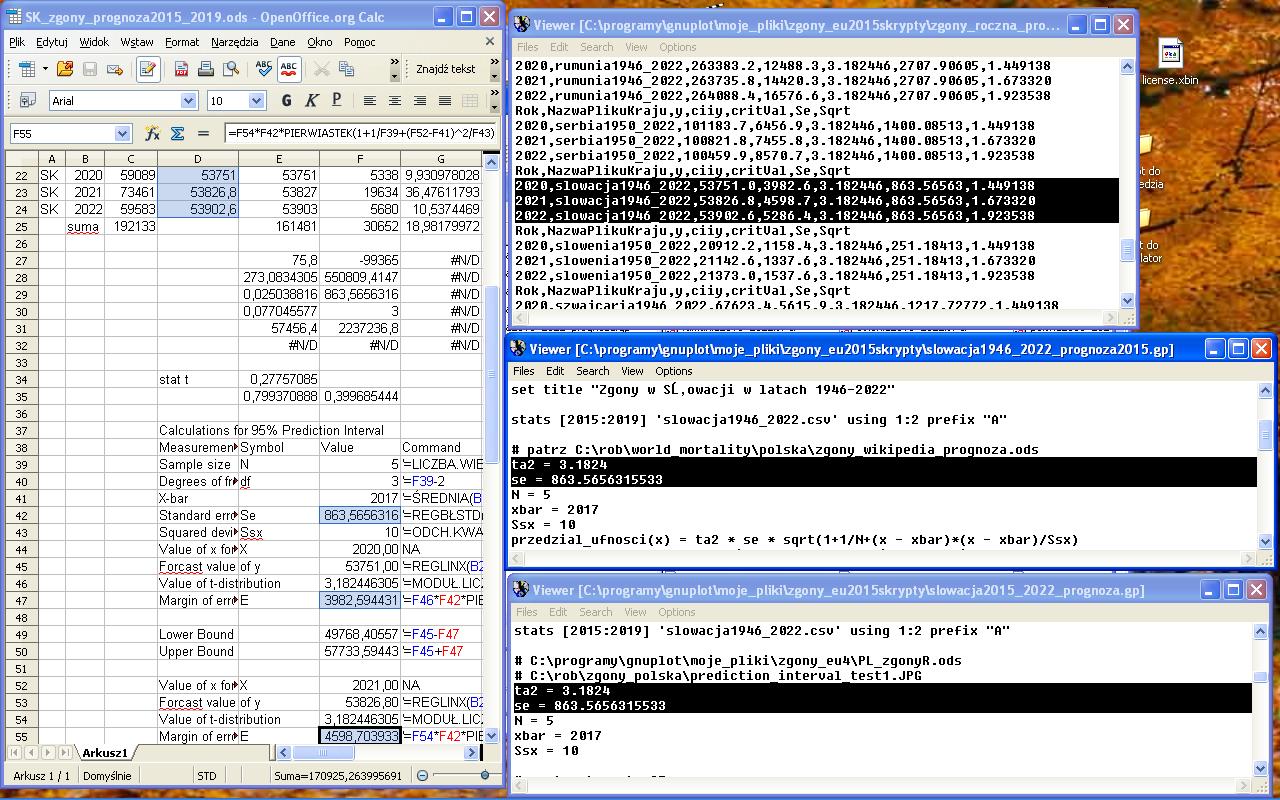 SK_zgony_prognoza2015_2019.ods - OpenOffice.org Calc
Plik Edytuj Widok Wstaw Format Narzędzia Dane Okno Pomoc
Znajdź tekst
Arial 10 G K P
F55 =F54*F42*PIERWIASTEK(1+1/F39+(F52-F41)^2/F43)
A B C D E F G
22 SK 2020 59089 53751 53751 5338 9,930978028
23 SK 2021 73461 53826,8 53827 19634 36,47611793
24 SK 2022 59583 53902,6 53903 5680 10,5374469
25 suma 192133 161481 30652 18,98179972
26
27 75,8 -99365 #N/D
28 273,0834305 550809,4147 #N/D
29 0,025038816 863,5656316 #N/D
30 0,077045577 3 #N/D
31 57456,4 2237236,8 #N/D
32 #N/D #N/D #N/D
33
34 stat t 0,27757085
35 0,799370888 0,399685444
36
37 Calculations for 95% Prediction Interval
38 Measuremen Symbol Value Command
39 Sample size N 5 '=LICZBA.WIE
40 Degrees of fr df 3 '=F39-2
41 X-bar 2017 '=ŚREDNIA(B
42 Standard erro Se 863,5656316 '=REGBŁSTD
43 Squared devi Ssx 10 '=ODCH.KWA
44 Value of x for X 2020,00 NA
45 Forcast value of y 53751,00 '=REGLINX(B2
46 Value of t-distribution 3,182446305 '=MODUŁ.LIC
47 Margin of erro E 3982,594431 '=F46*F42*PIE
48
49 Lower Bound 49768,40557 '=F45-F47
50 Upper Bound 57733,59443 '=F45+F47
51
52 Value of x for X 2021,00 NA
53 Forcast value of y 53826,80 '=REGLINX(B2
54 Value of t-distribution 3,182446305 '=MODUŁ.LIC
55 Margin of erro E 4598,703933 '=F54*F42*PIE
Arkusz1
Arkusz 1 / 1 Domyślnie STD Suma=170925,263995691
Viewer [C:\programy\gnuplot\moje_pliki\zgony_eu2015skrypty\zgony_roczna_pro...
Files Edit Search View Options
2020,rumunia1946_2022,263383.2,12488.3,3.182446,2707.90605,1.449138
2021,rumunia1946_2022,263735.8,14420.3,3.182446,2707.90605,1.673320
2022,rumunia1946_2022,264088.4,16576.6,3.182446,2707.90605,1.923538
Rok,NazwaPlikuKraju,y,ciiy,critVal,Se,Sqrt
2020,serbia1950_2022,101183.7,6456.9,3.182446,1400.08513,1.449138
2021,serbia1950_2022,100821.8,7455.8,3.182446,1400.08513,1.673320
2022,serbia1950_2022,100459.9,8570.7,3.182446,1400.08513,1.923538
Rok,NazwaPlikuKraju,y,ciiy,critVal,Se,Sqrt
2020,slowacja1946_2022,53751.0,3982.6,3.182446,863.56563,1.449138
2021,slowacja1946_2022,53826.8,4598.7,3.182446,863.56563,1.673320
2022,slowacja1946_2022,53902.6,5286.4,3.182446,863.56563,1.923538
Rok,NazwaPlikuKraju,y,ciiy,critVal,Se,Sqrt
2020,slowenia1950_2022,20912.2,1158.4,3.182446,251.18413,1.449138
2021,slowenia1950_2022,21142.6,1337.6,3.182446,251.18413,1.673320
2022,slowenia1950_2022,21373.0,1537.6,3.182446,251.18413,1.923538
Rok,NazwaPlikuKraju,y,ciiy,critVal,Se,Sqrt
2020,szwajcaria1946_2022,67623.4,5615.9,3.182446,1217.72772,1.449138
license.xbin
Viewer [C:\programy\gnuplot\moje_pliki\zgony_eu2015skrypty\slowacja1946_2022_prognoza2015.gp]
Files Edit Search View Options
set title "Zgony w SĹ‚owacji w latach 1946-2022"
stats [2015:2019] 'slowacja1946_2022.csv' using 1:2 prefix "A"
# patrz C:\rob\world_mortality\polska\zgony_wikipedia_prognoza.ods
ta2 = 3.1824
se = 863.5656315533
N = 5
xbar = 2017
Ssx = 10
przedzial_ufnosci(x) = ta2 * se * sqrt(1+1/N+(x - xbar)*(x - xbar)/Ssx)
Viewer [C:\programy\gnuplot\moje_pliki\zgony_eu2015skrypty\slowacja2015_2022_prognoza.gp]
Files Edit Search View Options
stats [2015:2019] 'slowacja1946_2022.csv' using 1:2 prefix "A"
# C:\programy\gnuplot\moje_pliki\zgony_eu4\PL_zgonyR.ods
# C:\rob\zgony_polska\prediction_interval_test1.JPG
ta2 = 3.1824
se = 863.5656315533
N = 5
xbar = 2017
Ssx = 10